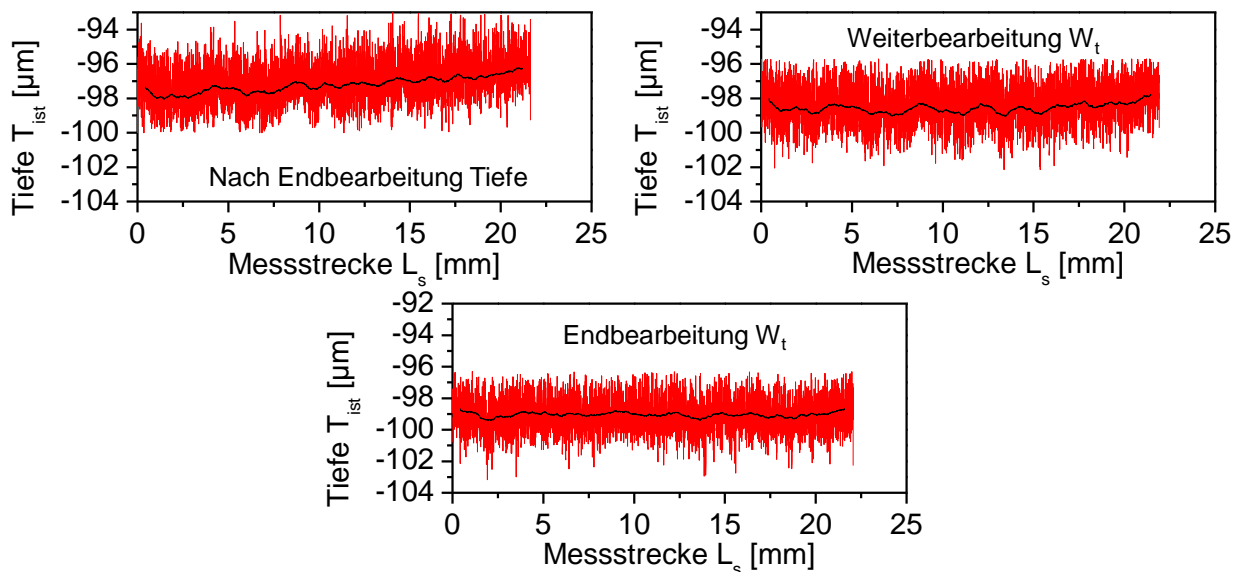 Tiefe T_ist [µm]
-94
-96
-98
-100
-102
-104
Nach Endbearbeitung Tiefe
0 5 10 15 20 25
Messstrecke L_s [mm]
Tiefe T_ist [µm]
-94
-96
-98
-100
-102
-104
Weiterbearbeitung W_t
0 5 10 15 20 25
Messstrecke L_s [mm]
Tiefe T_ist [µm]
-92
-94
-96
-98
-100
-102
-104
Endbearbeitung W_t
0 5 10 15 20 25
Messstrecke L_s [mm]